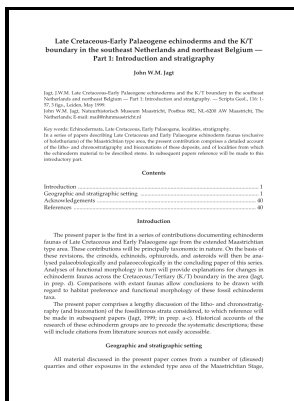 Late Cretaceous-Early Palaeogene echinoderms and the K/T
boundary in the southeast Netherlands and northeast Belgium —
Part 1: Introduction and stratigraphy
John W.M. Jagt
Jagt, J.W.M. Late Cretaceous-Early Palaeogene echinoderms and the K/T boundary in the southeast
Netherlands and northeast Belgium — Part 1: Introduction and stratigraphy. — Scripta Geol., 116: 1-
57, 3 figs., Leiden, May 1999.
John W.M. Jagt, Natuurhistorisch Museum Maastricht, Postbus 882, NL-6200 AW Maastricht, The
Netherlands; E-mail: mail@nhmmaastricht.nl
Key words: Echinodermata, Late Cretaceous, Early Palaeogene, localities, stratigraphy.
In a series of papers describing Late Cretaceous and Early Palaeogene echinoderm faunas (exclusive
of holothurians) of the Maastrichtian type area, the present contribution comprises a detailed account
of the litho- and chronostratigraphy and biozonations of these deposits, and of localities from which
the echinoderm material to be described stems. In subsequent papers reference will be made to this
introductory part.
Contents
Introduction ........ 1
Geographic and stratigraphic setting ........ 1
Acknowledgements ........ 40
References ........ 40
Introduction
The present paper is the first in a series of contributions documenting echinoderm
faunas of Late Cretaceous and Early Palaeogene age from the extended Maastrichtian
type area. These contributions will be principally taxonomic in nature. On the basis of
these revisions, the crinoids, echinoids, ophiuroids, and asteroids will then be ana-
lysed palaeoecologically and palaeogeographically in the concluding paper of this series.
Analyses of functional morphology in turn will provide explanations for changes in
echinoderm faunas across the Cretaceous/Tertiary (K/T) boundary in the area (Jagt,
in prep. d). Comparisons with extant faunas allow conclusions to be drawn with
regard to habitat preference and functional morphology of these fossil echinoderm
taxa.
The present paper comprises a lengthy discussion of the litho- and chronostratig-
raphy (and biozonation) of the fossiliferous strata considered, to which reference will
be made in subsequent papers (Jagt, 1999; in prep. a-c). Historical accounts of the
research of these echinoderm groups are to precede the systematic descriptions; these
will include citations from literature sources not easily accessible.
Geographic and stratigraphic setting
All material discussed in the present paper comes from a number of (disused)
quarries and other exposures in the extended type area of the Maastrichtian Stage,